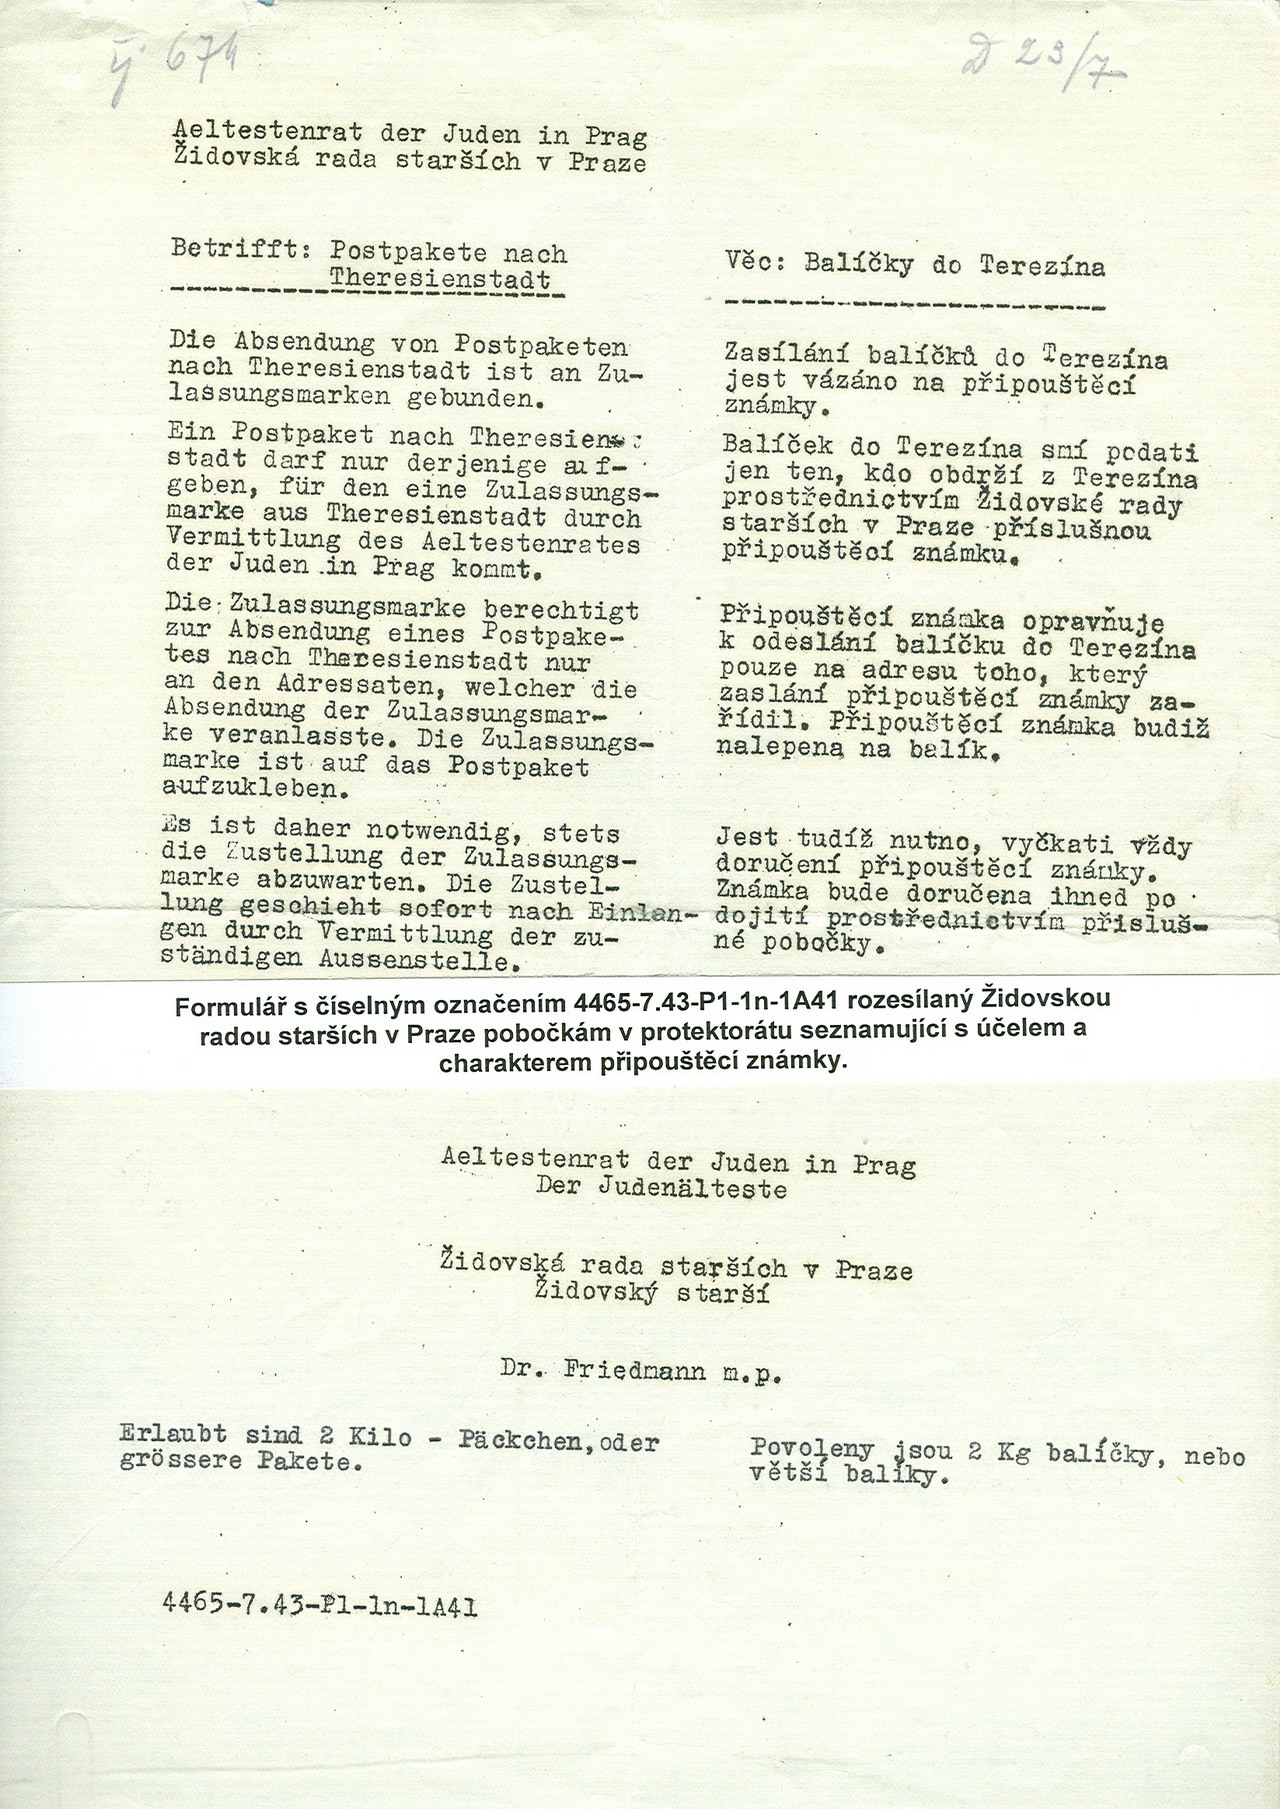 674
D 23/7
Aeltestenrat der Juden in Prag
Židovská rada starších v Praze
Betrifft: Postpakete nach
Theresienstadt
Die Absendung von Postpaketen
nach Theresienstadt ist an Zu-
lassungsmarken gebunden.
Ein Postpaket nach Theresien-
stadt darf nur derjenige auf-
geben, für den eine Zulassungs-
marke aus Theresienstadt durch
Vermittlung des Aeltestenrates
der Juden in Prag kommt.
Die Zulassungsmarke berechtigt
zur Absendung eines Postpake-
tes nach Theresienstadt nur
an den Adressaten, welcher die
Absendung der Zulassungsmar-
ke veranlasste. Die Zulassungs-
marke ist auf das Postpaket
aufzukleben.
Es ist daher notwendig, stets
die Zustellung der Zulassungs-
marke abzuwarten. Die Zustel-
lung geschieht sofort nach Einlan-
gen durch Vermittlung der zu-
ständigen Aussenstelle.
Věc: Balíčky do Terezína
Zasílání balíčků do Terezína
jest vázáno na připouštěcí
známky.
Balíček do Terezína smí podati
jen ten, kdo obdrží z Terezína
prostřednictvím Židovské rady
starších v Praze příslušnou
připouštěcí známku.
Připouštěcí známka opravňuje
k odeslání balíčku do Terezína
pouze na adresu toho, který
zaslání připouštěcí známky za-
řídil. Připouštěcí známka budiž
nalepena na balík.
Jest tudíž nutno, vyčkati vždy
doručení připouštěcí známky.
Známka bude doručena ihned po
dojití prostřednictvím přísluš-
né pobočky.
Formulář s číselným označením 4465-7.43-P1-1n-1A41 rozesílaný Židovskou
radou starších v Praze pobočkám v protektorátu seznamující s účelem a
charakterem připouštěcí známky.
Aeltestenrat der Juden in Prag
Der Judenälteste
Židovská rada starších v Praze
Židovský starší
Dr. Friedmann m.p.
Erlaubt sind 2 Kilo - Päckchen, oder
grössere Pakete.
Povoleny jsou 2 Kg balíčky, nebo
větší balíky.
4465-7.43-P1-1n-1A41